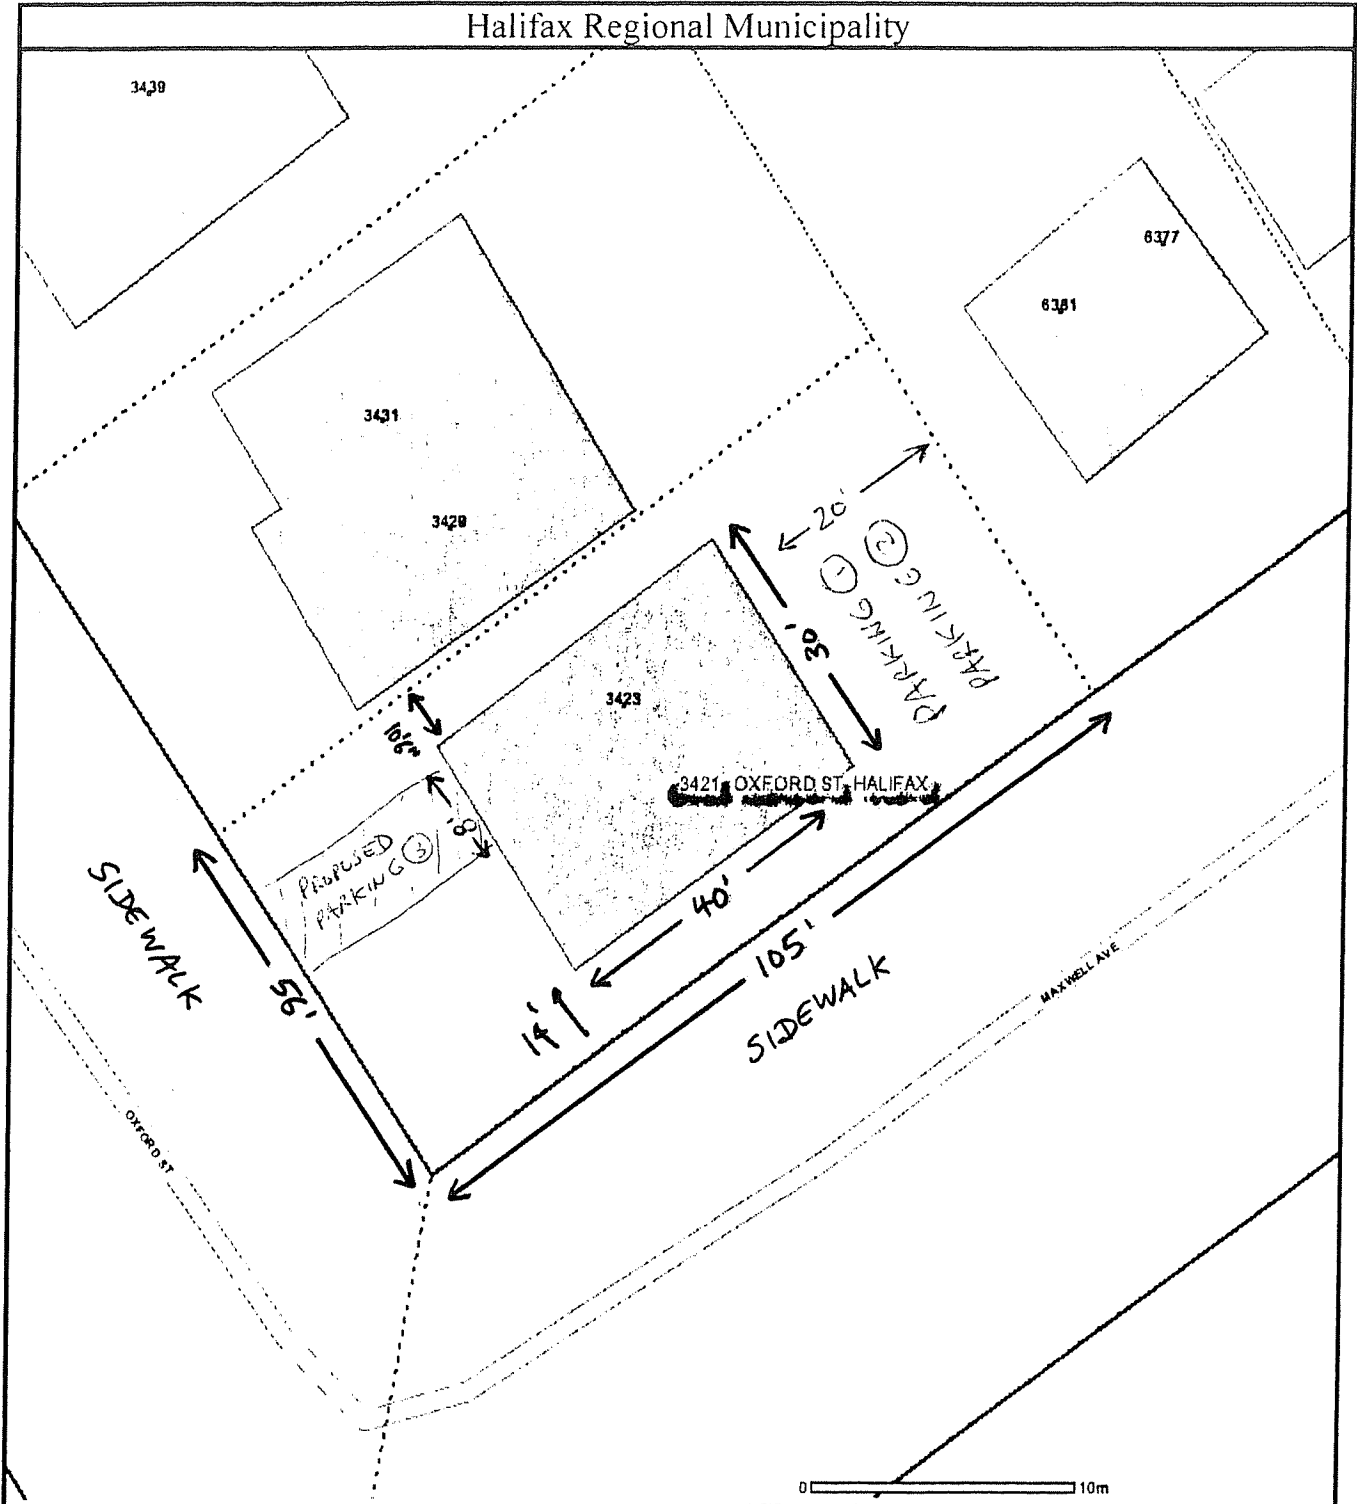 Halifax Regional Municipality
3439
6377
6381
3431
3429
20'
PARKING ①
PARKING ②
30'
3423
10'6"
3421 OXFORD ST HALIFAX
8'
PROPOSED
PARKING ③
40'
SIDEWALK
56'
105'
14'
SIDEWALK
MAXWELL AVE
OXFORD ST
0 10m